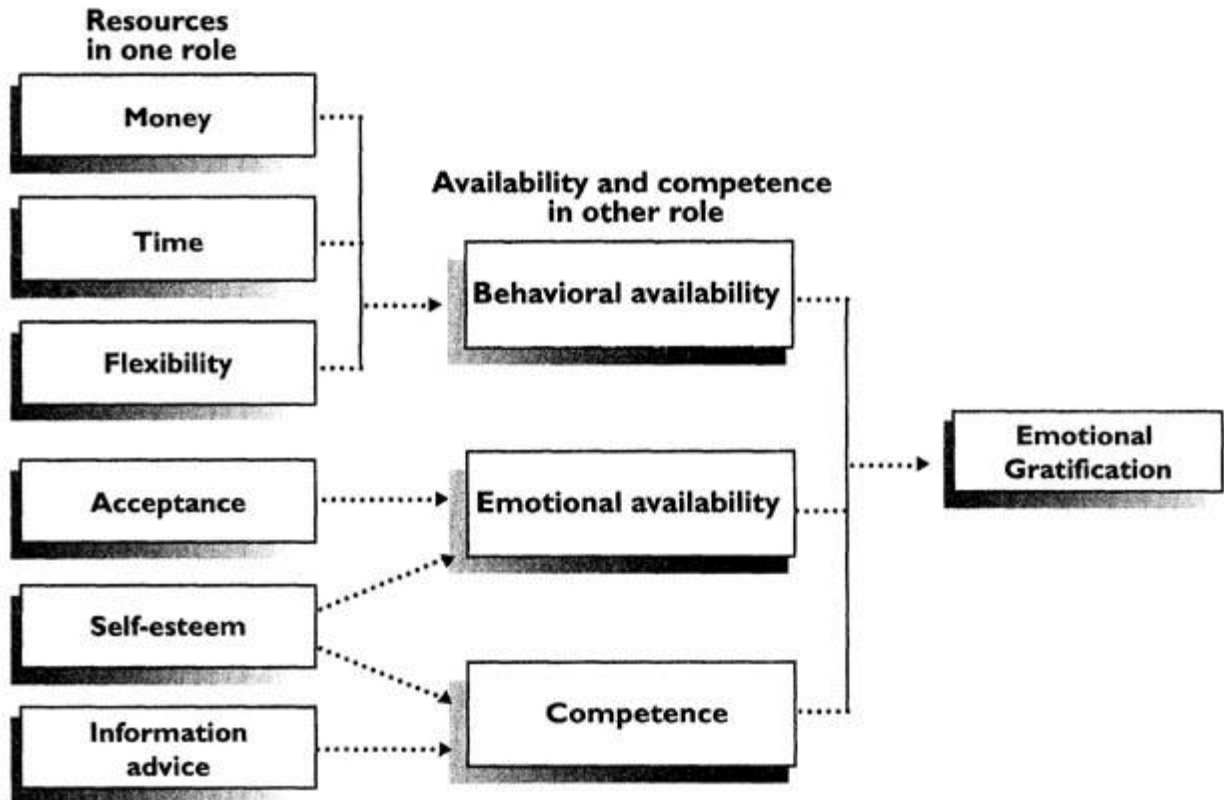 Resources
in one role
Money
Time
Flexibility
Acceptance
Self-esteem
Information
advice
Availability and competence
in other role
Behavioral availability
Emotional availability
Competence
Emotional
Gratification